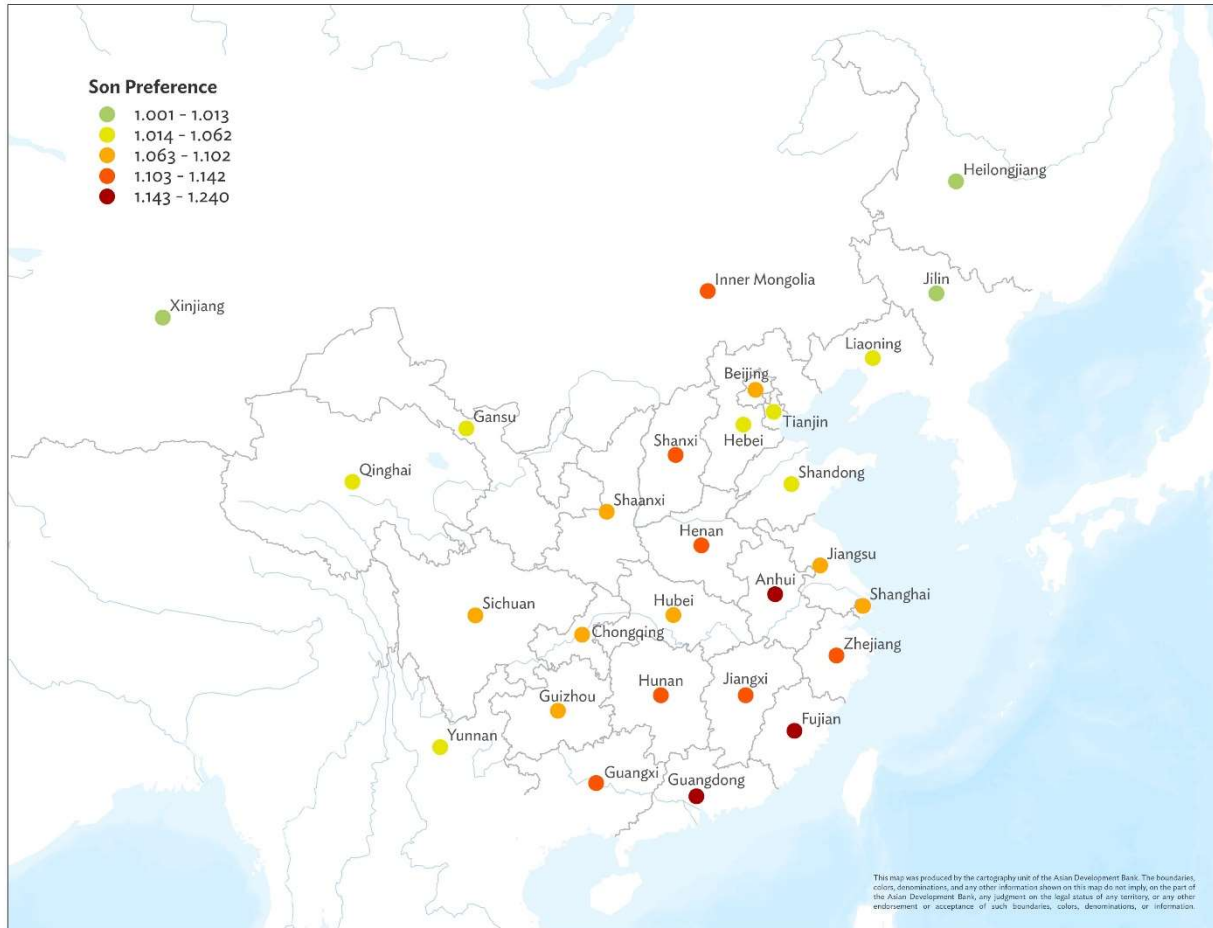 Son Preference
1.001 - 1.013
1.014 - 1.062
1.063 - 1.102
1.103 - 1.142
1.143 - 1.240
Heilongjiang
Inner Mongolia
Jilin
Xinjiang
Liaoning
Beijing
Gansu
Tianjin
Hebei
Shanxi
Qinghai
Shandong
Shaanxi
Henan
Jiangsu
Anhui
Shanghai
Sichuan
Hubei
Chongqing
Zhejiang
Hunan
Jiangxi
Guizhou
Fujian
Yunnan
Guangxi
Guangdong
This map was produced by the cartography unit of the Asian Development Bank. The boundaries,
colors, denominations, and any other information shown on this map do not imply, on the part of
the Asian Development Bank, any judgment on the legal status of any territory, or any other
endorsement or acceptance of such boundaries, colors, denominations, or information.